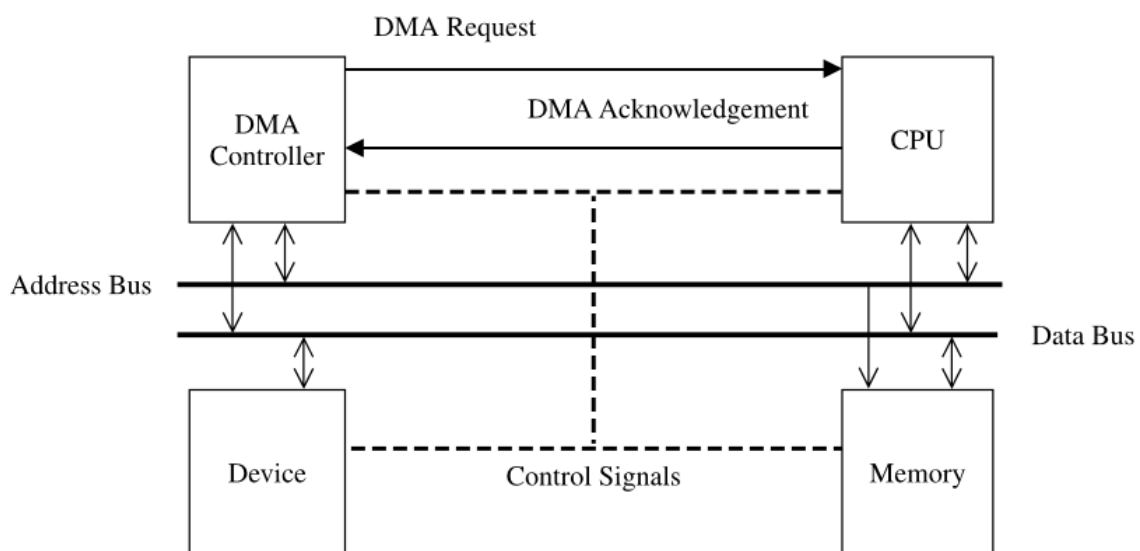 DMA Request
DMA Acknowledgement
DMA
Controller
CPU
Address Bus
Data Bus
Device
Control Signals
Memory